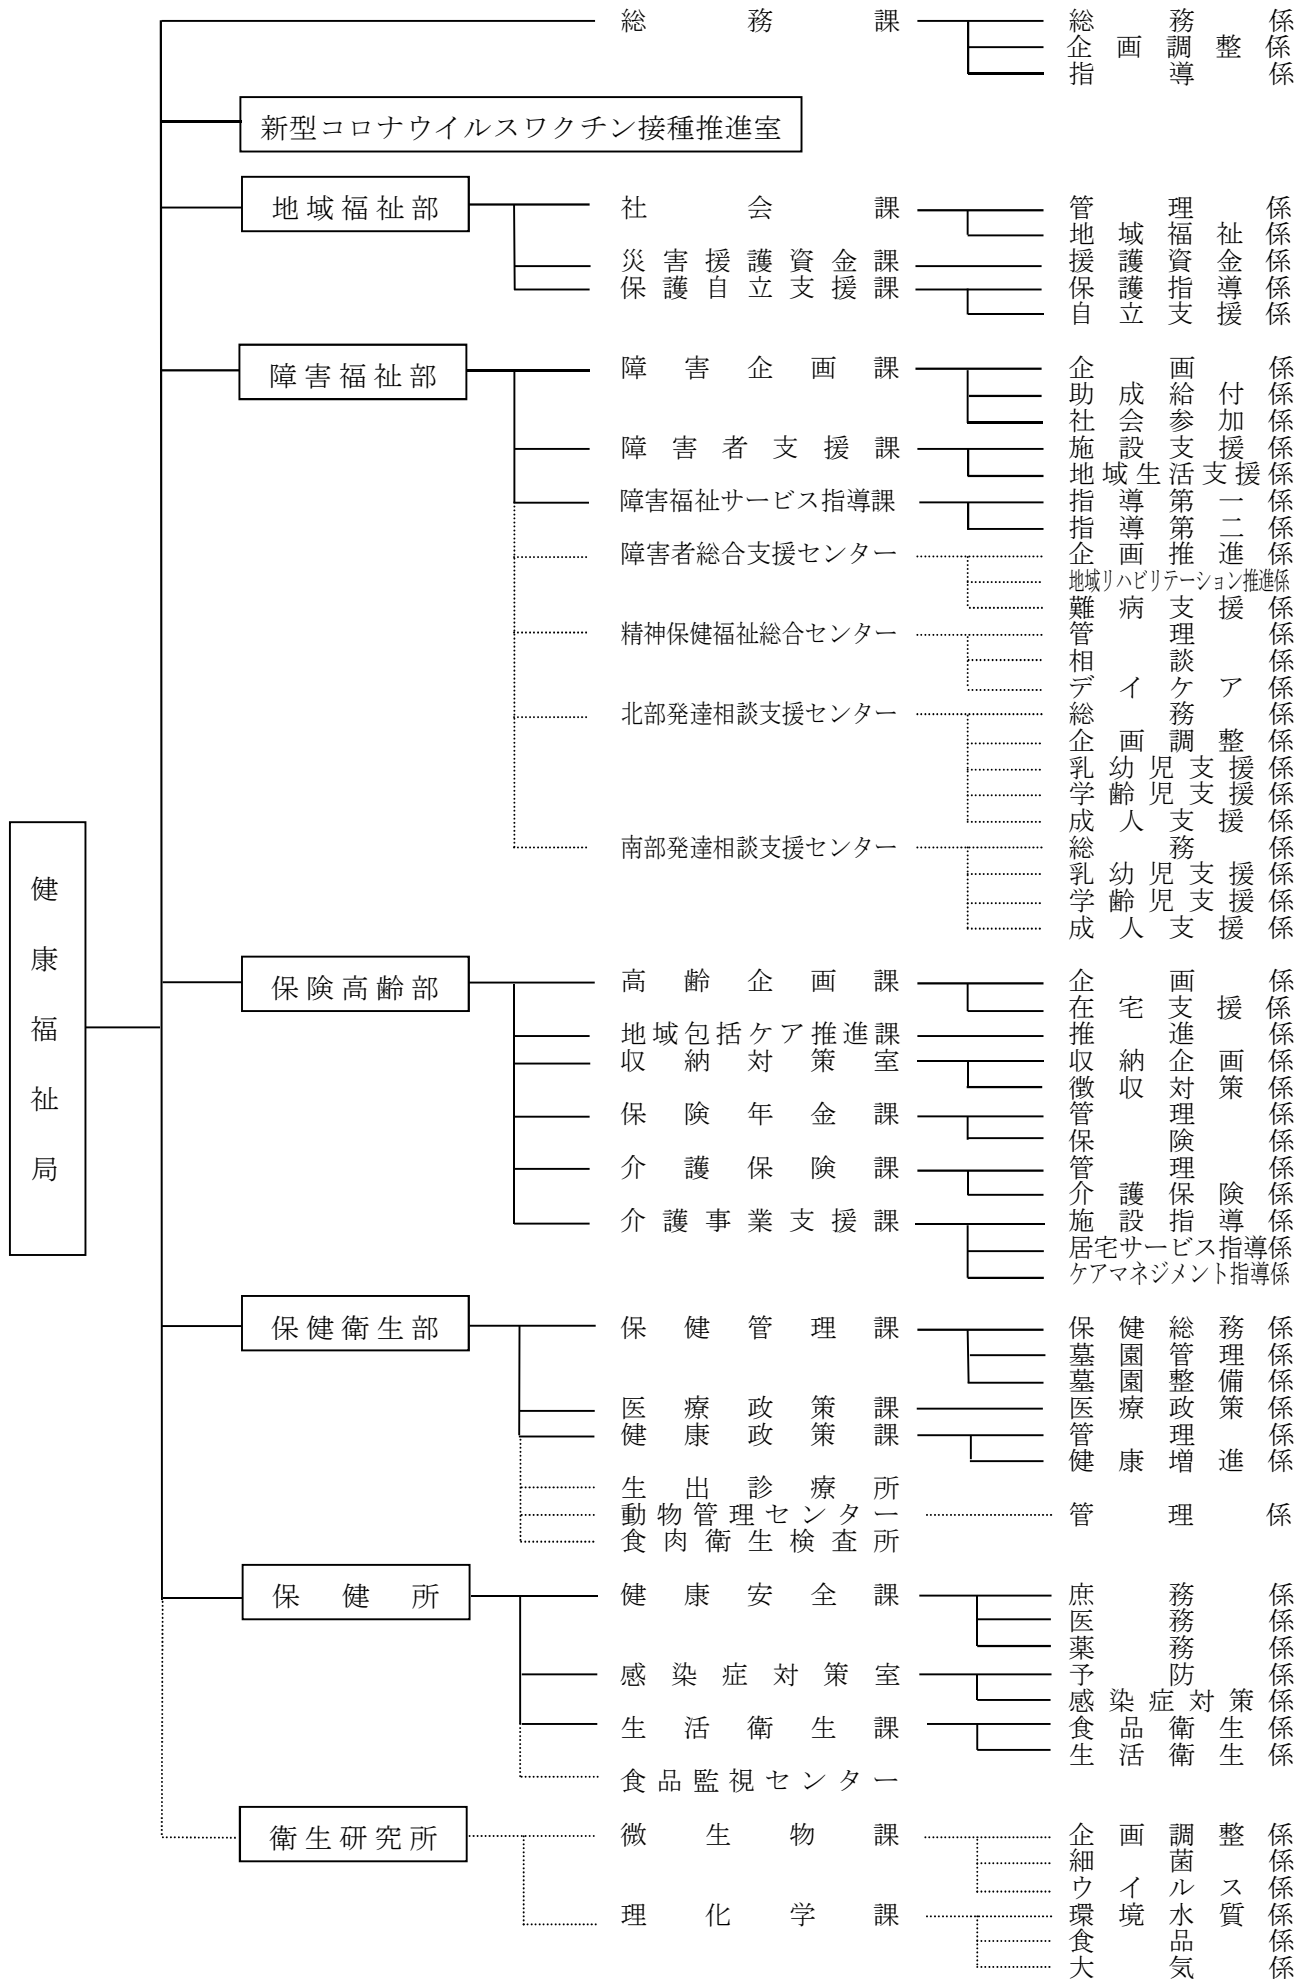 総務課 総務係
企画調整係
指導係
新型コロナウイルスワクチン接種推進室
地域福祉部 社会課 管理係
地域福祉係
災害援護資金課 援護資金係
保護自立支援課 保護指導係
自立支援係
障害福祉部 障害企画課 企画係
助成給付係
社会参加係
障害者支援課 施設支援係
地域生活支援係
障害福祉サービス指導課 指導第一係
指導第二係
障害者総合支援センター 企画推進係
地域リハビリテーション推進係
難病支援係
精神保健福祉総合センター 管理係
相談係
デイケア係
北部発達相談支援センター 総務係
企画調整係
乳幼児支援係
学齢児支援係
成人支援係
南部発達相談支援センター 総務係
乳幼児支援係
学齢児支援係
成人支援係
健康福祉局
保険高齢部 高齢企画課 企画係
在宅支援係
地域包括ケア推進課 推進係
収納対策室 収納企画係
徴収対策係
保険年金課 管理係
保険係
介護保険課 管理係
介護保険係
介護事業支援課 施設指導係
居宅サービス指導係
ケアマネジメント指導係
保健衛生部 保健管理課 保健総務係
墓園管理係
墓園整備係
医療政策課 医療政策係
健康政策課 管理係
健康増進係
生出診療所
動物管理センター 管理係
食肉衛生検査所
保健所 健康安全課 庶務係
医務係
薬務係
感染症対策室 予防係
感染症対策係
生活衛生課 食品衛生係
生活衛生係
食品監視センター
衛生研究所 微生物課 企画調整係
細菌係
ウイルス係
理化学課 環境水質係
食品係
大気係